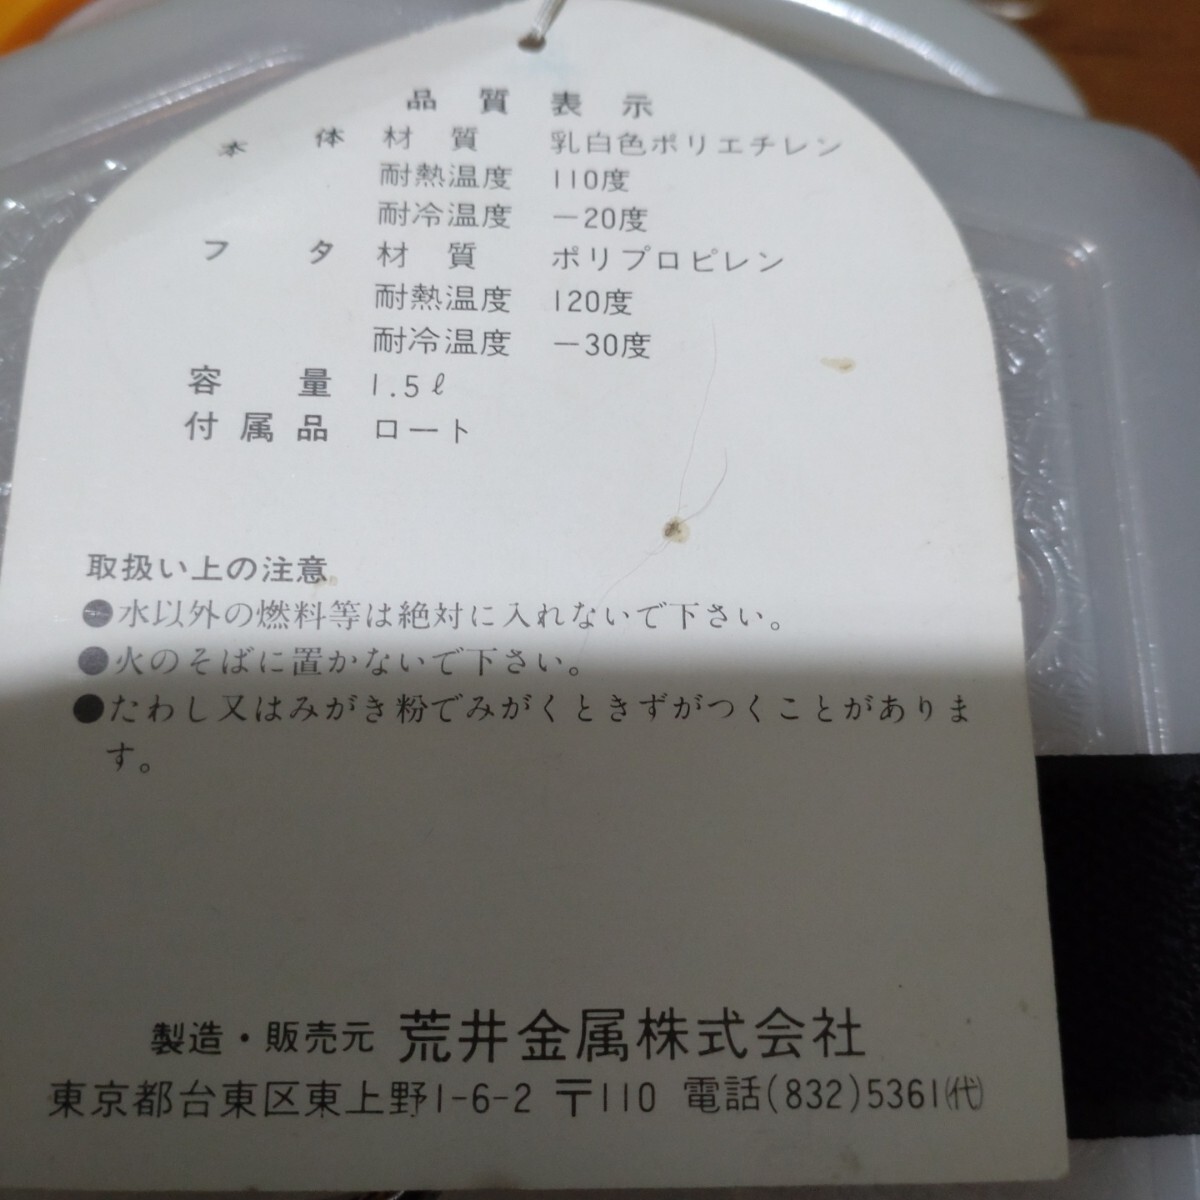 品質表示
本体 材質 乳白色ポリエチレン
耐熱温度 110度
耐冷温度 －20度
フタ 材質 ポリプロピレン
耐熱温度 120度
耐冷温度 －30度
容量 1.5ℓ
付属品 ロート
取扱い上の注意
●水以外の燃料等は絶対に入れないで下さい。
●火のそばに置かないで下さい。
●たわし又はみがき粉でみがくときずがつくことがありま
す。
製造・販売元 荒井金属株式会社
東京都台東区東上野1-6-2 〒110 電話(832)5361㈹